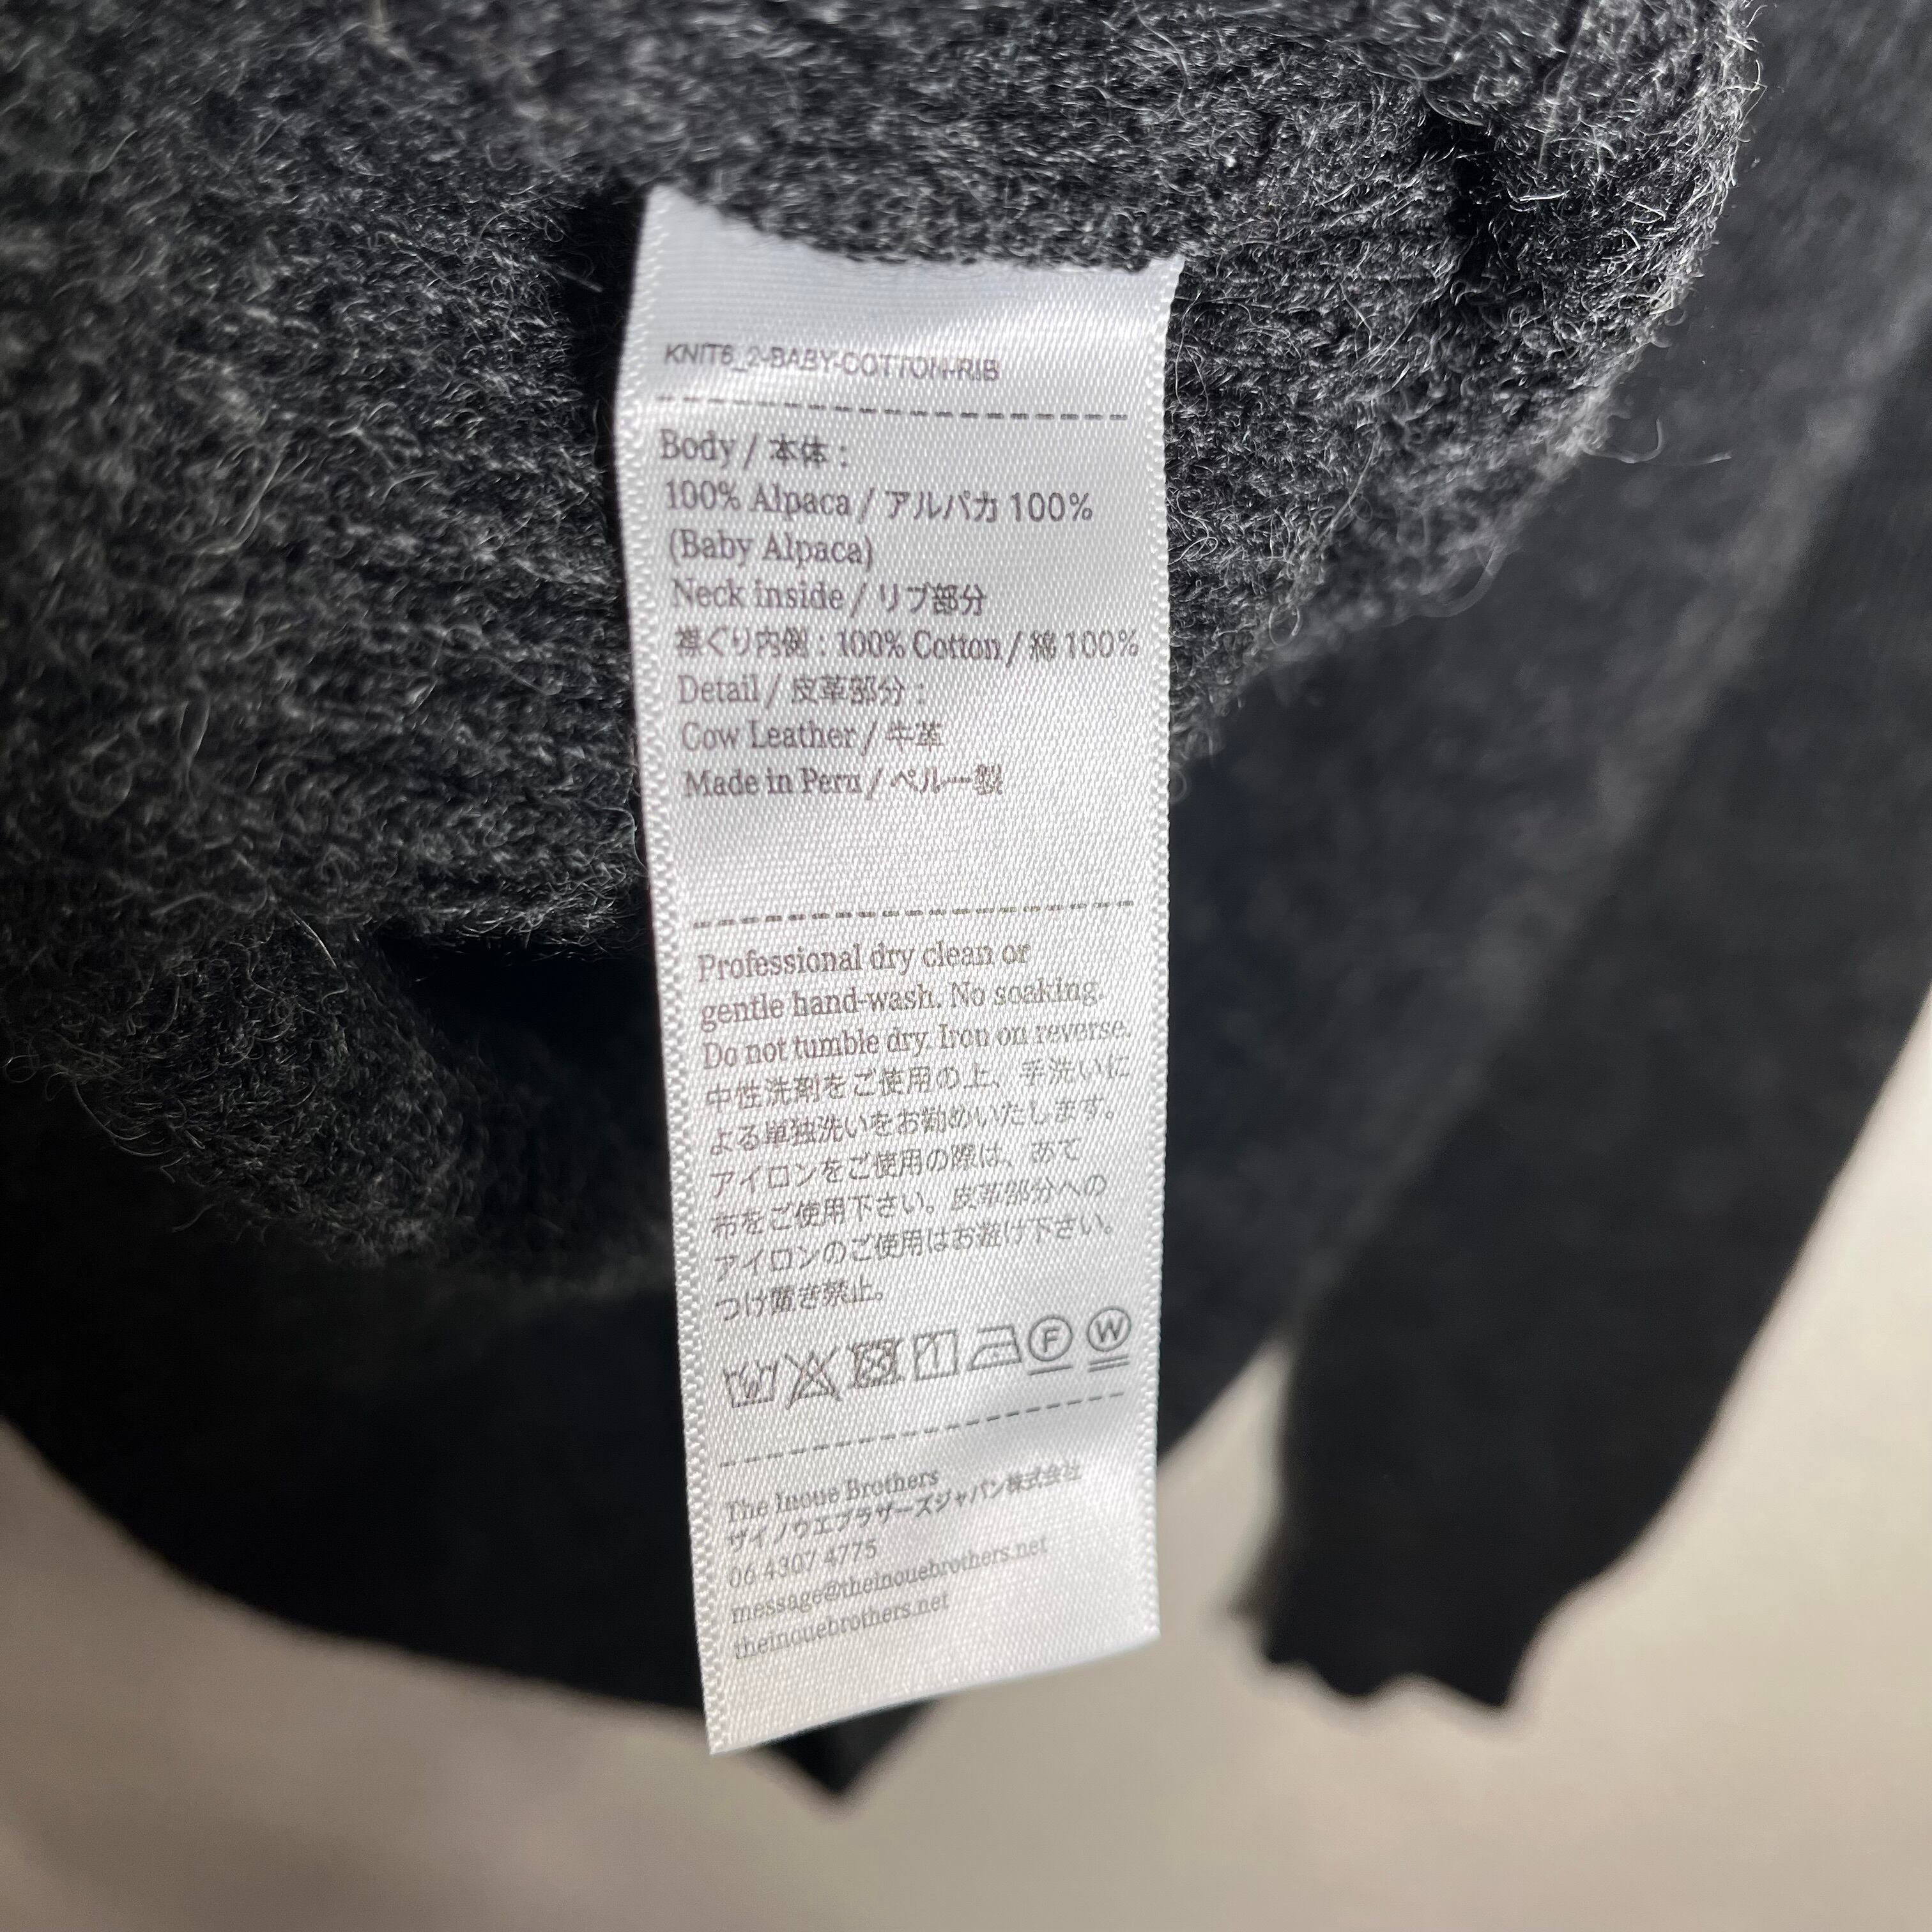 KNIT6_2-BABY-COTTON-RIB
Body / 本体 :
100% Alpaca / アルパカ 100%
(Baby Alpaca)
Neck inside / リブ部分
襟ぐり内側 : 100% Cotton / 綿 100%
Detail / 皮革部分 :
Cow Leather / 牛革
Made in Peru / ペルー製
Professional dry clean or
gentle hand-wash. No soaking.
Do not tumble dry. Iron on reverse.
中性洗剤をご使用の上、手洗いに
よる単独洗いをお勧めいたします。
アイロンをご使用の際は、あて
布をご使用下さい。皮革部分への
アイロンのご使用はお避け下さい。
つけ置き禁止。
F W
The Inoue Brothers
ザイノウエブラザーズジャパン株式会社
06 4307 4775
message@theinouebrothers.net
theinouebrothers.net